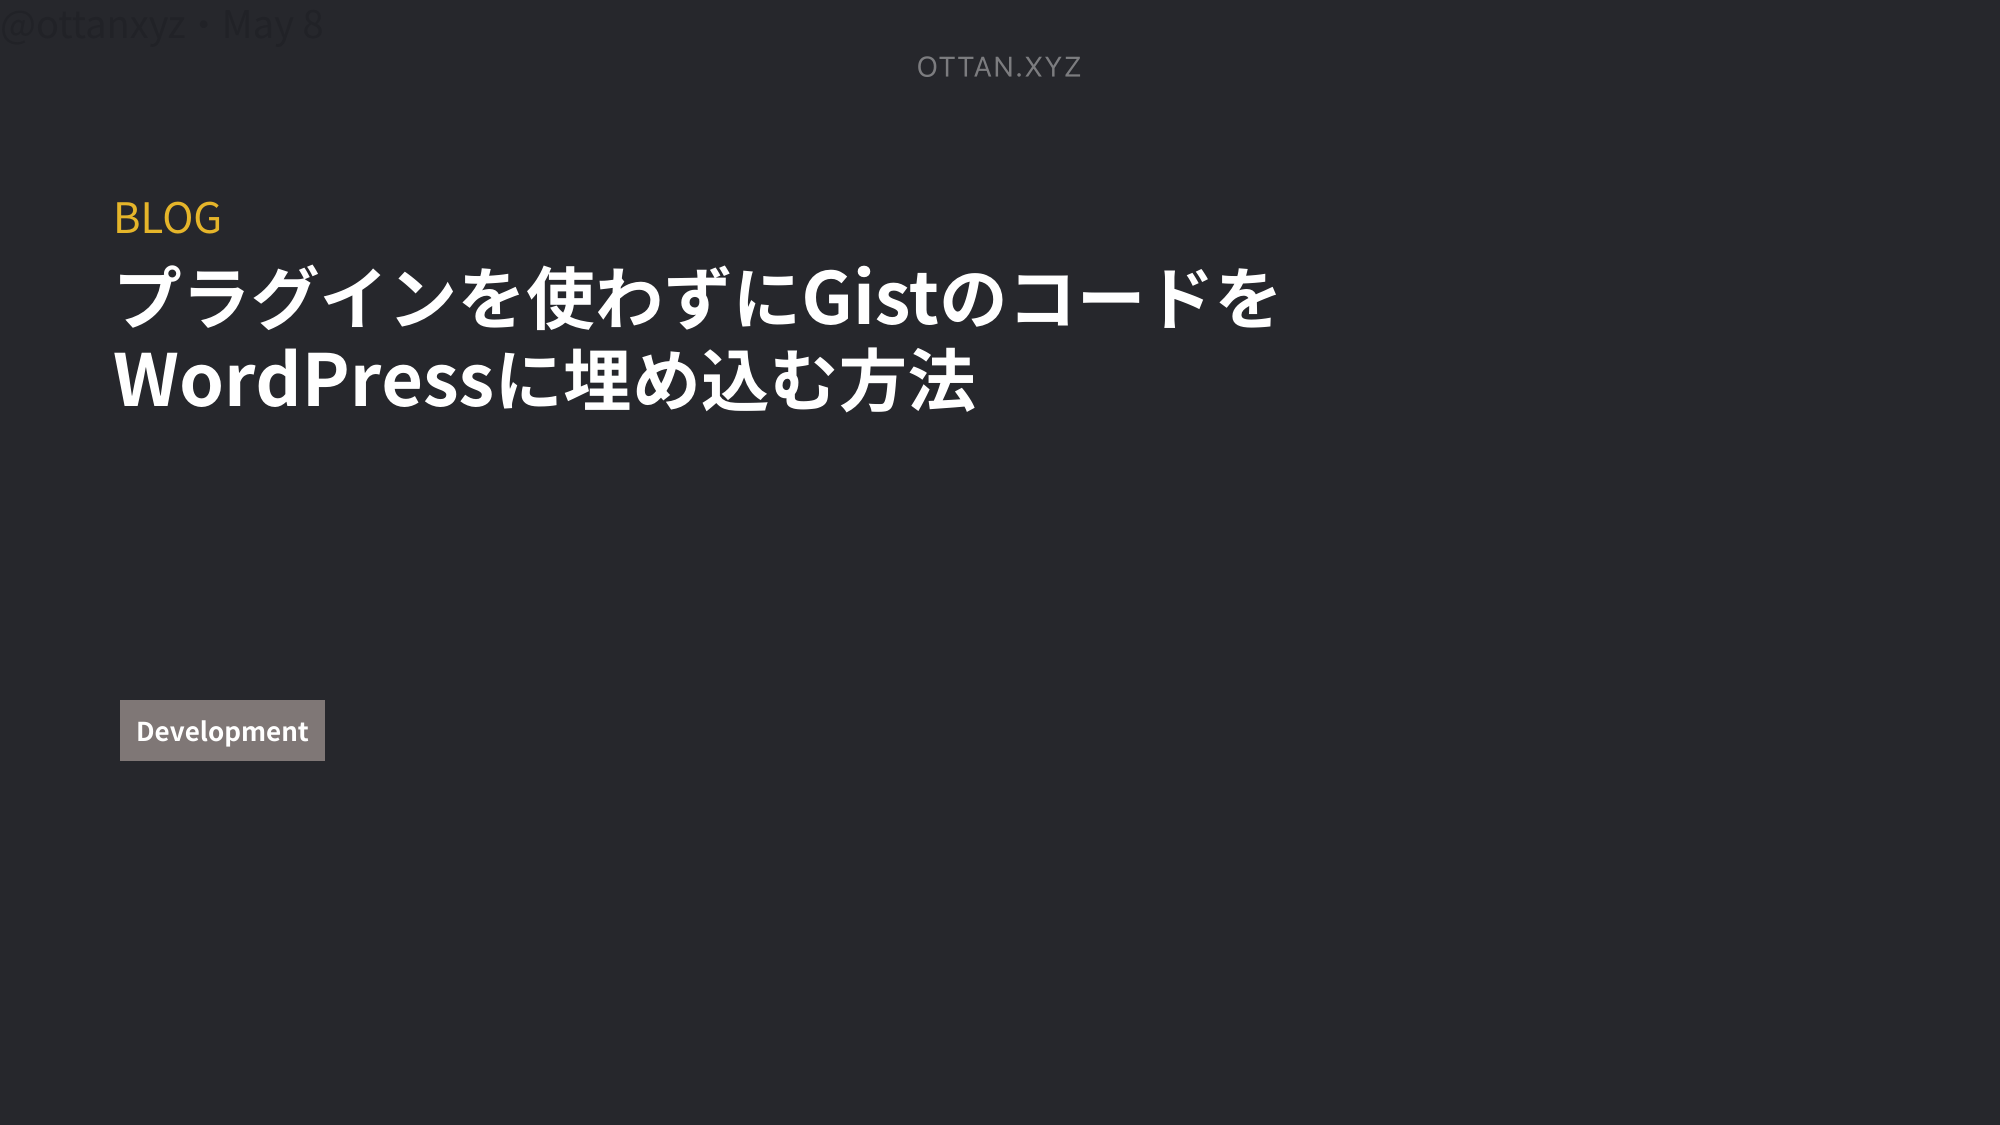 @ottanxyz・May 8
OTTAN.XYZ
BLOG
プラグインを使わずにGistのコードを
WordPressに埋め込む方法
Development